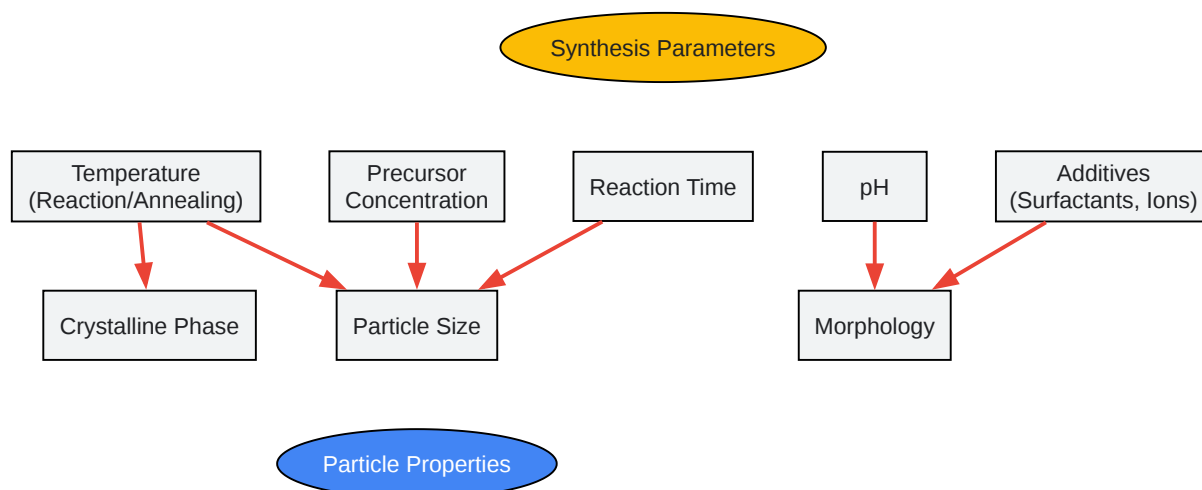 Synthesis Parameters
Temperature
(Reaction/Annealing)
Precursor
Concentration
Reaction Time
pH
Additives
(Surfactants, Ions)
Crystalline Phase
Particle Size
Morphology
Particle Properties